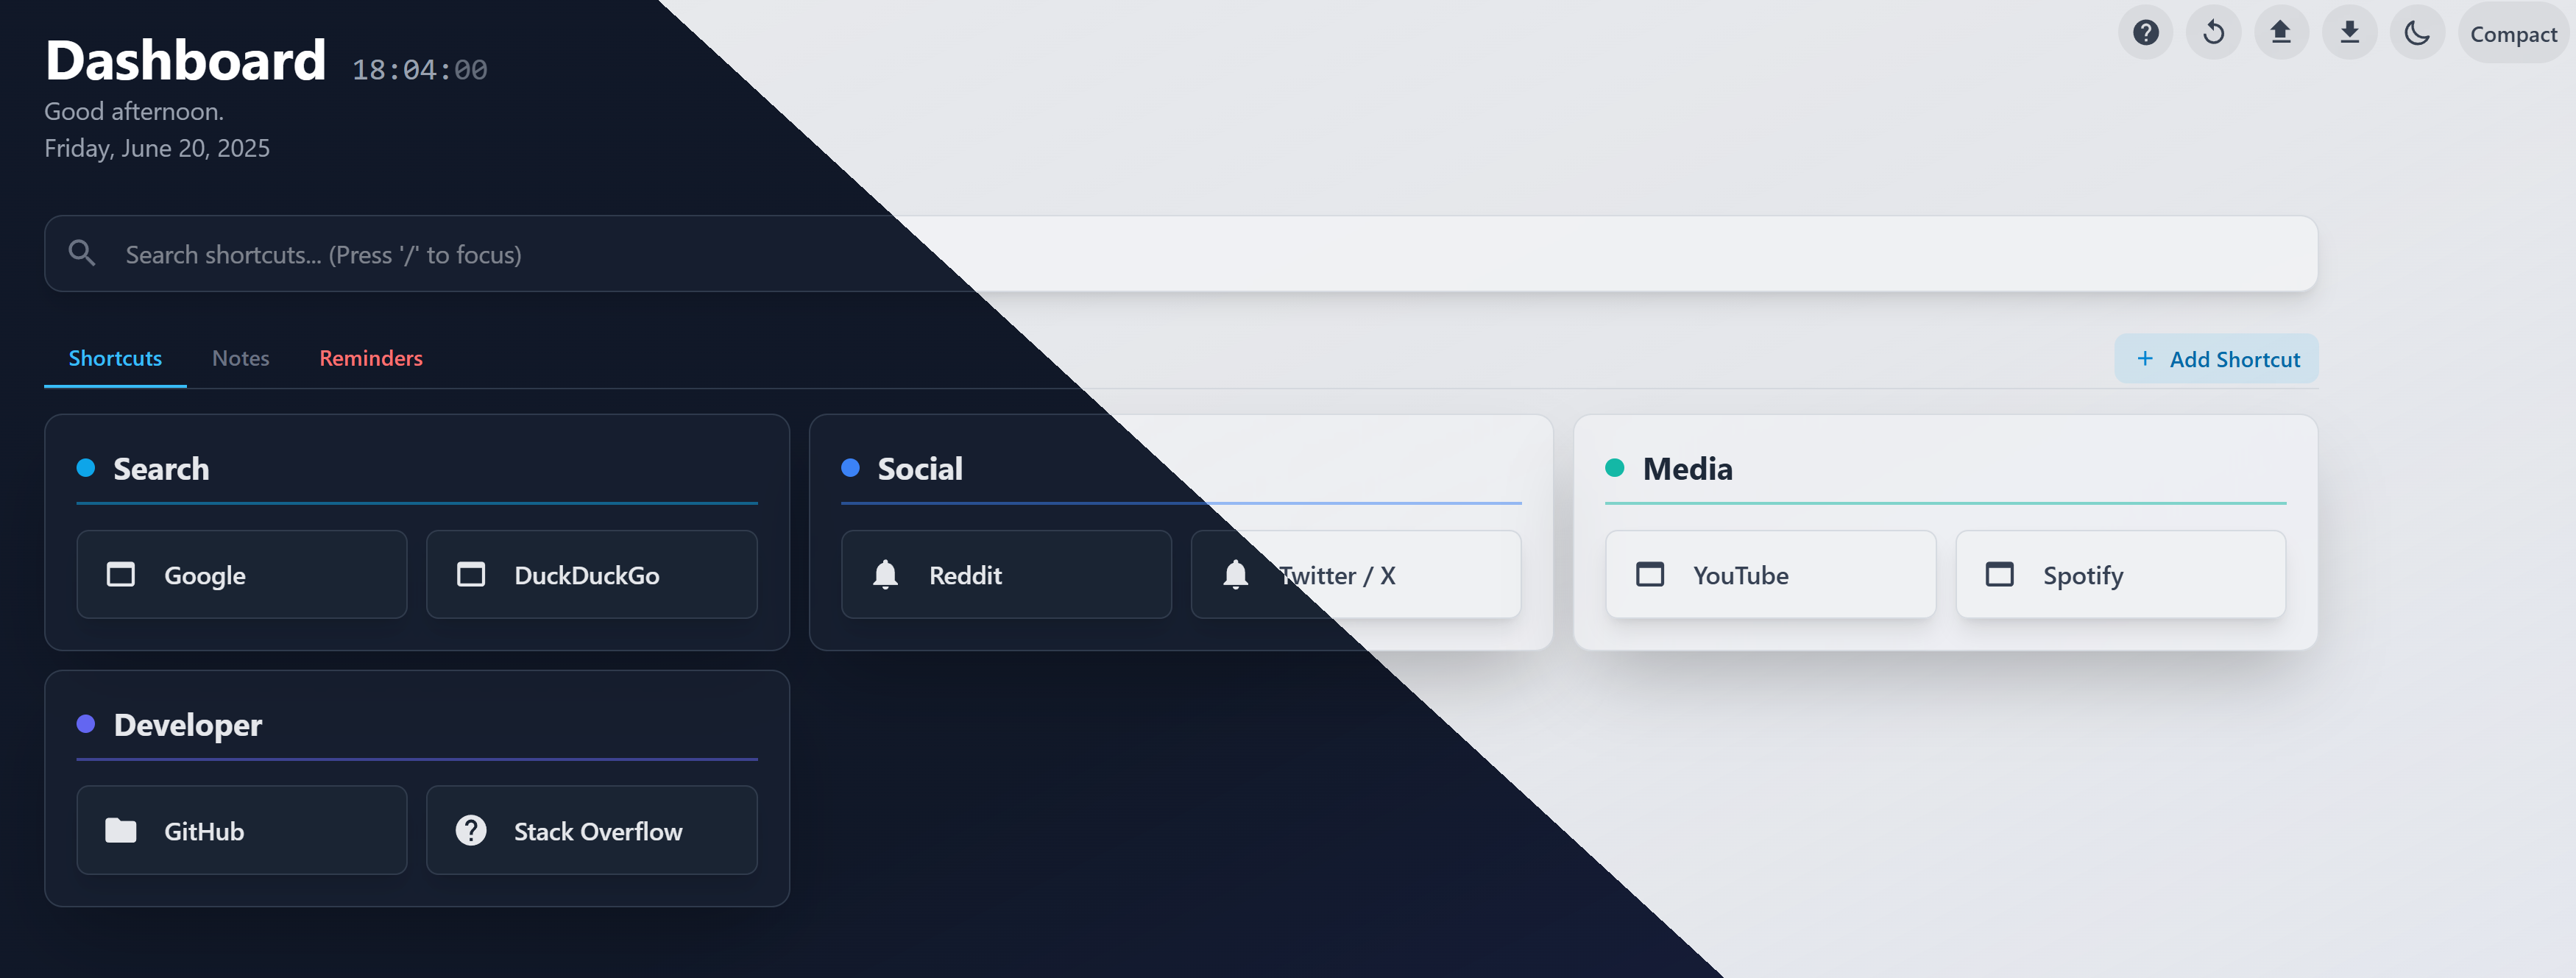 Dashboard 18:04:00
Compact
Good afternoon.
Friday, June 20, 2025
Search shortcuts... (Press '/' to focus)
Shortcuts Notes Reminders
+ Add Shortcut
Search
Google
DuckDuckGo
Social
Reddit
Twitter / X
Media
YouTube
Spotify
Developer
GitHub
Stack Overflow